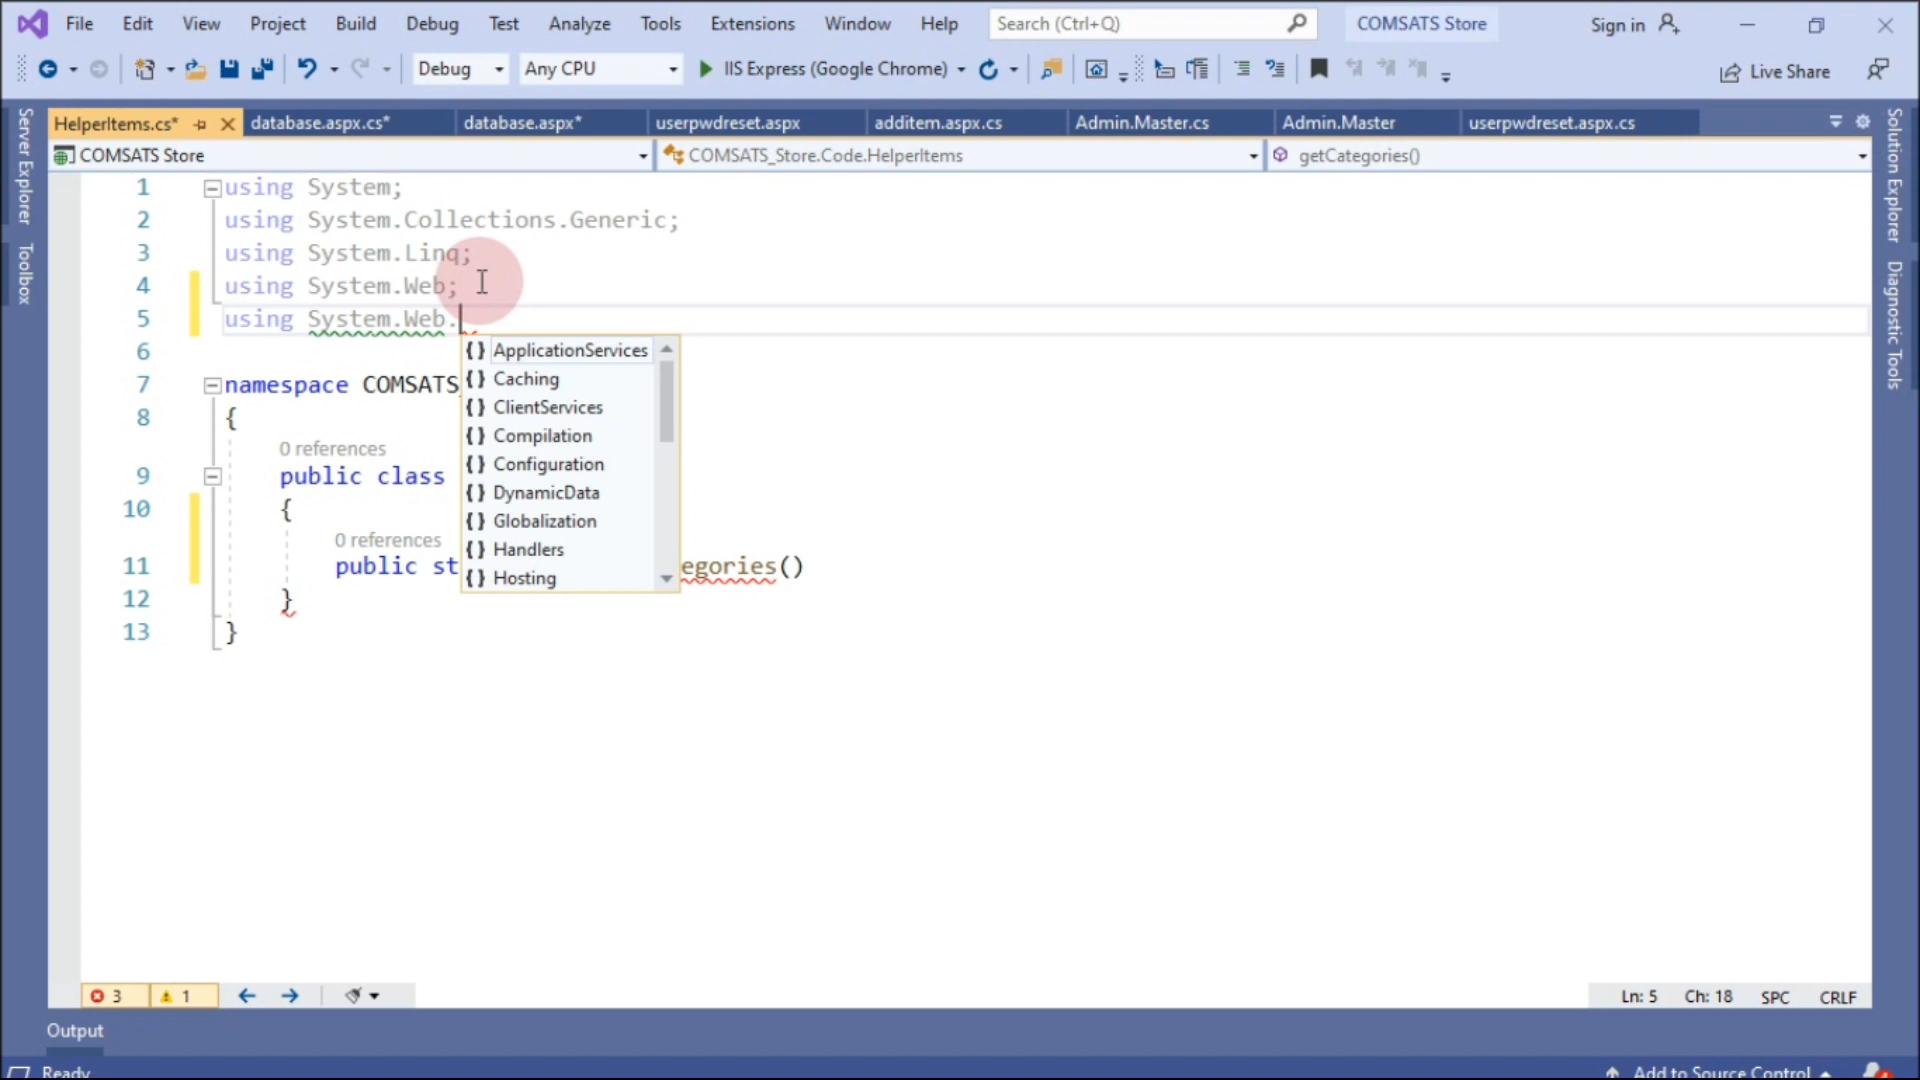 File Edit View Project Build Debug Test Analyze Tools Extensions Window Help Search (Ctrl+Q) COMSATS Store Sign in
Debug Any CPU IIS Express (Google Chrome) Live Share
HelperItems.cs* database.aspx.cs* database.aspx* userpwdreset.aspx additem.aspx.cs Admin.Master.cs Admin.Master userpwdreset.aspx.cs
COMSATS Store COMSATS_Store.Code.HelperItems getCategories()
Server Explorer
Toolbox
Solution Explorer
Diagnostic Tools
1 using System;
2 using System.Collections.Generic;
3 using System.Linq;
4 using System.Web;
5 using System.Web.
6
7 namespace COMSATS_
8 {
0 references
9 public class
10 {
0 references
11 public st egories()
12 }
13 }
{ } ApplicationServices
{ } Caching
{ } ClientServices
{ } Compilation
{ } Configuration
{ } DynamicData
{ } Globalization
{ } Handlers
{ } Hosting
3 1 Ln: 5 Ch: 18 SPC CRLF
Output
Ready Add to Source Control